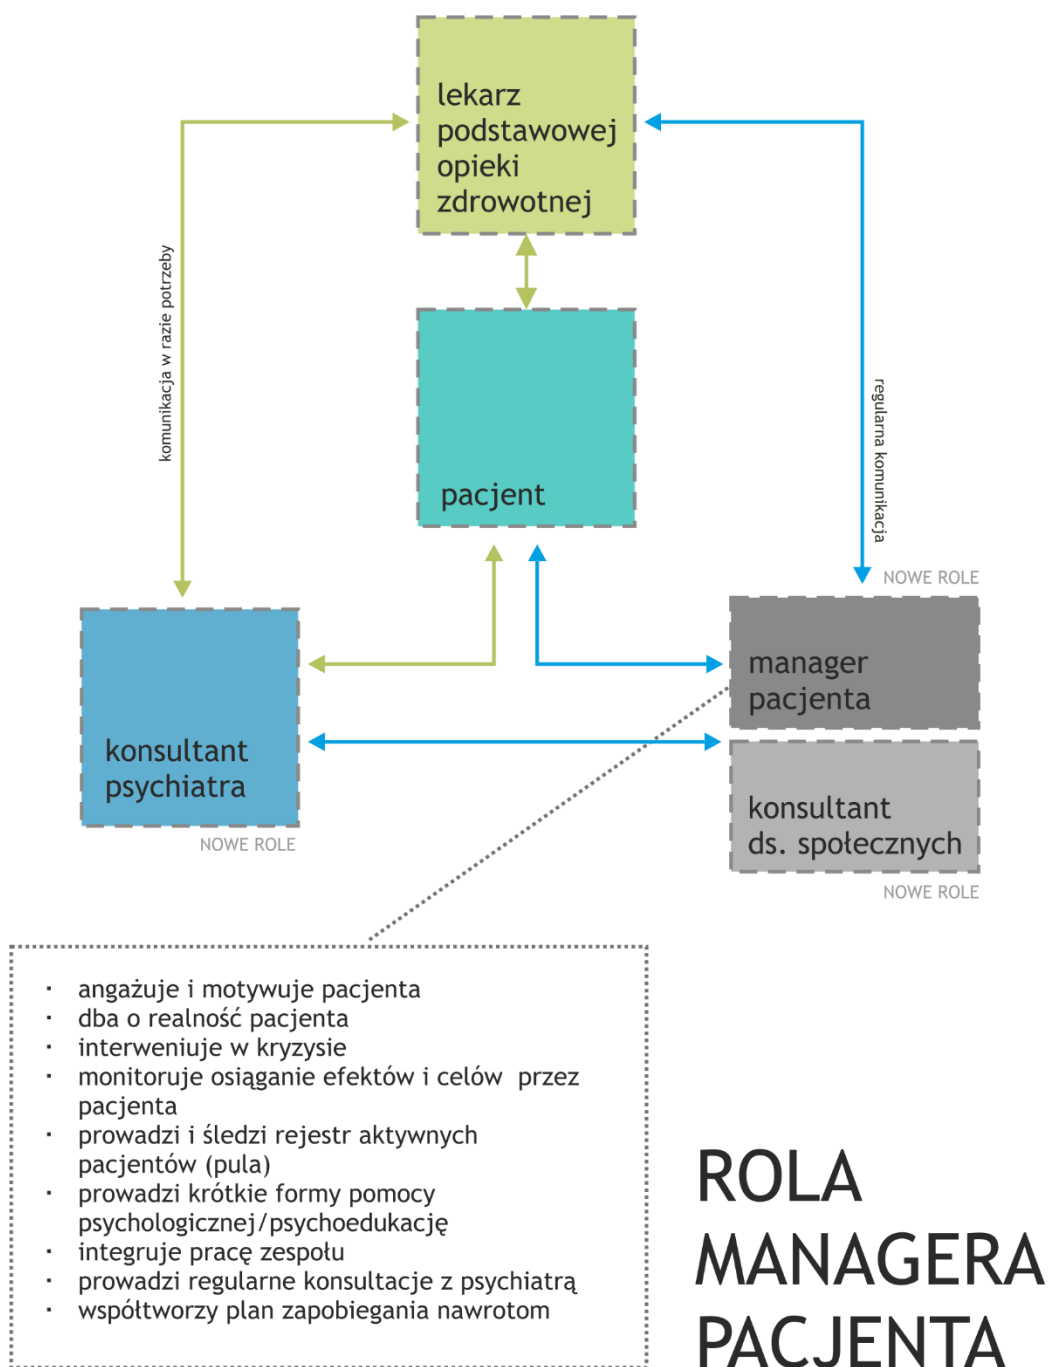 lekarz
podstawowej
opieki
zdrowotnej
komunikacja w razie potrzeby
regularna komunikacja
pacjent
NOWE ROLE
manager
pacjenta
konsultant
psychiatra
NOWE ROLE
konsultant
ds. społecznych
NOWE ROLE
· angażuje i motywuje pacjenta
· dba o realność pacjenta
· interweniuje w kryzysie
· monitoruje osiąganie efektów i celów przez
pacjenta
· prowadzi i śledzi rejestr aktywnych
pacjentów (pula)
· prowadzi krótkie formy pomocy
psychologicznej/psychoedukację
· integruje pracę zespołu
· prowadzi regularne konsultacje z psychiatrą
· współtworzy plan zapobiegania nawrotom
ROLA
MANAGERA
PACJENTA